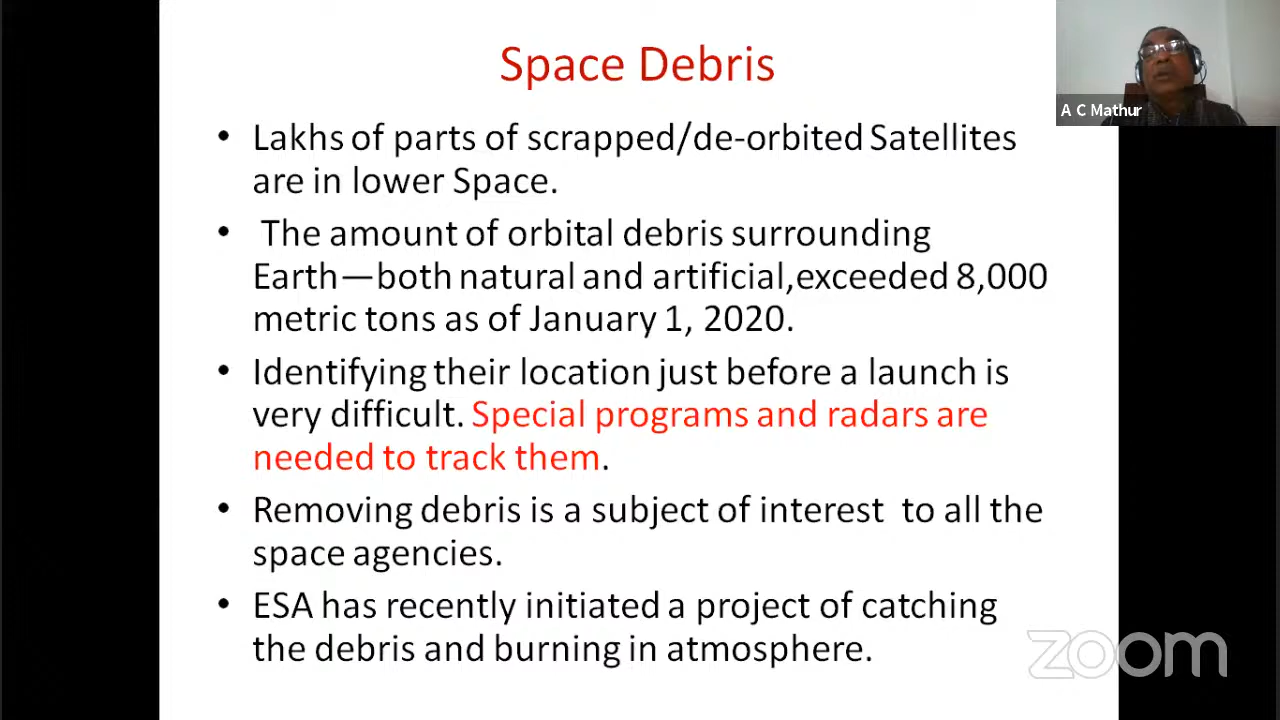 Space Debris
A C Mathur
• Lakhs of parts of scrapped/de-orbited Satellites
are in lower Space.
• The amount of orbital debris surrounding
Earth—both natural and artificial,exceeded 8,000
metric tons as of January 1, 2020.
• Identifying their location just before a launch is
very difficult. Special programs and radars are
needed to track them.
• Removing debris is a subject of interest to all the
space agencies.
• ESA has recently initiated a project of catching
the debris and burning in atmosphere.
zoom